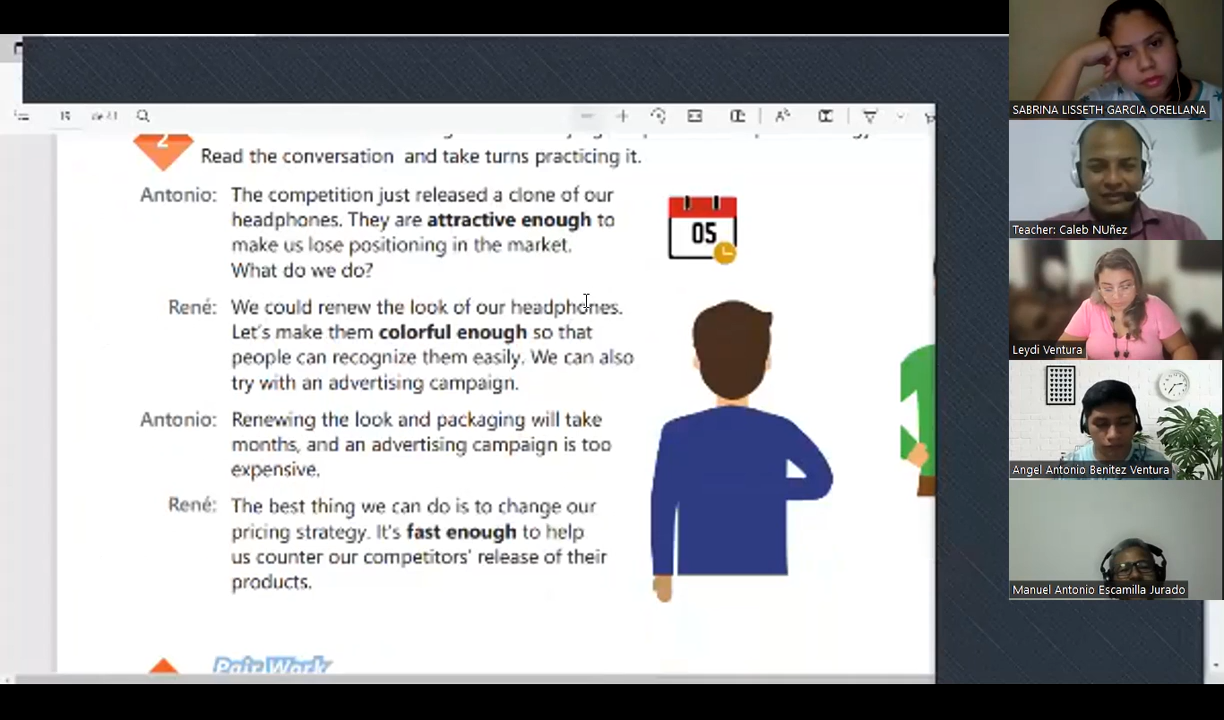 19 de 41
2
Read the conversation and take turns practicing it.
Antonio: The competition just released a clone of our
headphones. They are attractive enough to
make us lose positioning in the market.
What do we do?
05
René: We could renew the look of our headphones.
Let's make them colorful enough so that
people can recognize them easily. We can also
try with an advertising campaign.
Antonio: Renewing the look and packaging will take
months, and an advertising campaign is too
expensive.
René: The best thing we can do is to change our
pricing strategy. It's fast enough to help
us counter our competitors' release of their
products.
Pair Work
SABRINA LISSETH GARCIA ORELLANA
Teacher: Caleb NUñez
Leydi Ventura
Angel Antonio Benitez Ventura
Manuel Antonio Escamilla Jurado